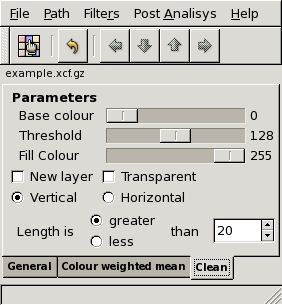 File Path Filters Post Analisys Help
example.xcf.gz
Parameters
Base colour 0
Threshold 128
Fill Colour 255
New layer Transparent
Vertical Horizontal
greater
Length is than 20
less
General Colour weighted mean Clean